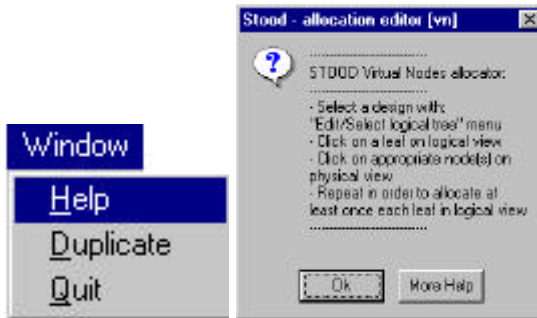 Window
Help
Duplicate
Quit
Stood - allocation editor [vn]
STOOD Virtual Nodes allocator:
- Select a design with:
"Edit/Select logical tree" menu
- Click on a leaf on logical view
- Click on appropriate node(s) on
physical view
- Repeat in order to allocate at
least once each leaf in logical view
Ok
More Help